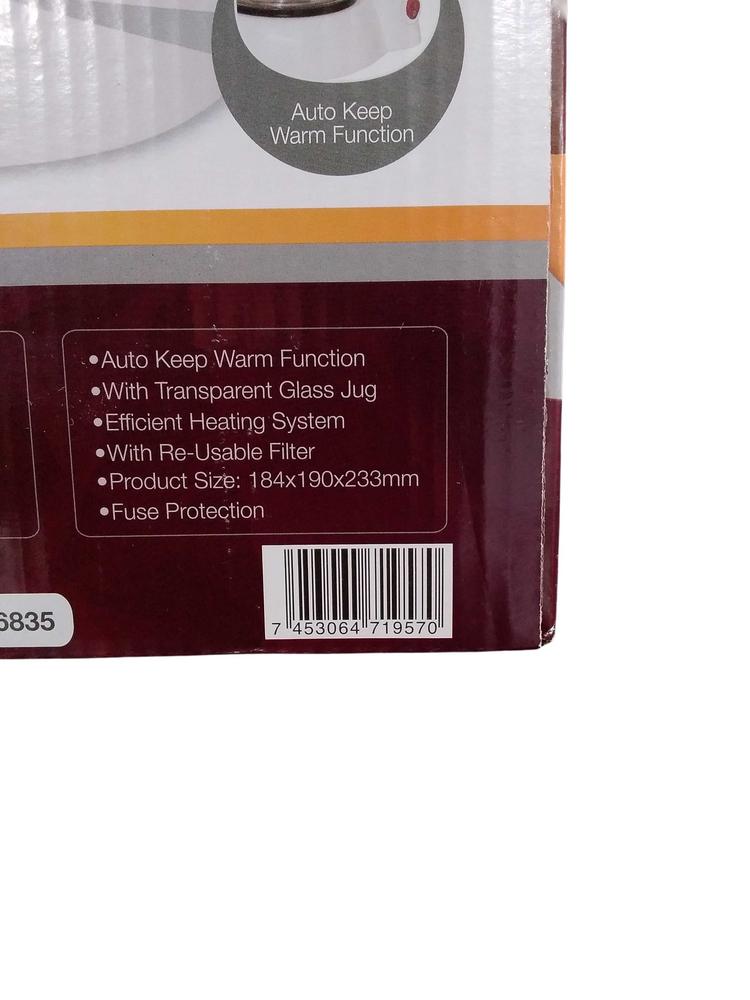 Auto Keep
Warm Function
•Auto Keep Warm Function
•With Transparent Glass Jug
•Efficient Heating System
•With Re-Usable Filter
•Product Size: 184x190x233mm
•Fuse Protection
6835
7 453064 719570